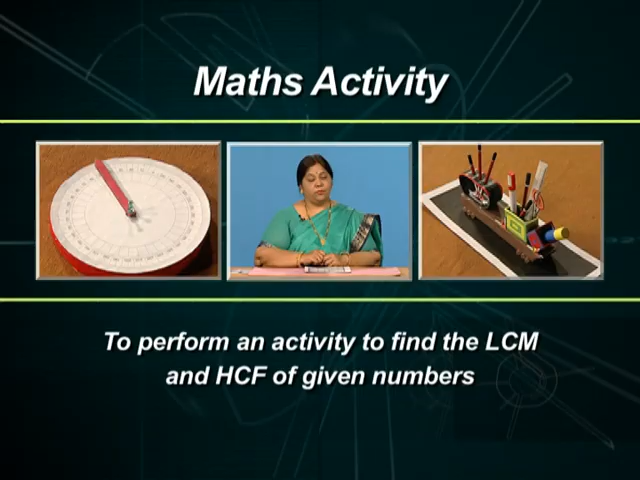 Maths Activity
To perform an activity to find the LCM
and HCF of given numbers